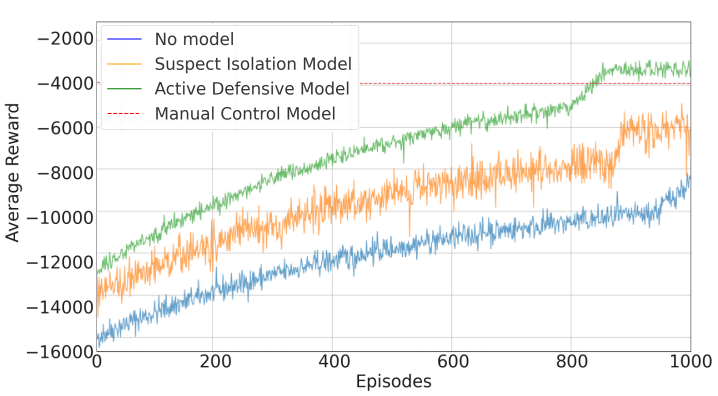 −2000
−4000
−6000
−8000
−10000
−12000
−14000
−16000
Average Reward
No model
Suspect Isolation Model
Active Defensive Model
Manual Control Model
0 200 400 600 800 1000
Episodes